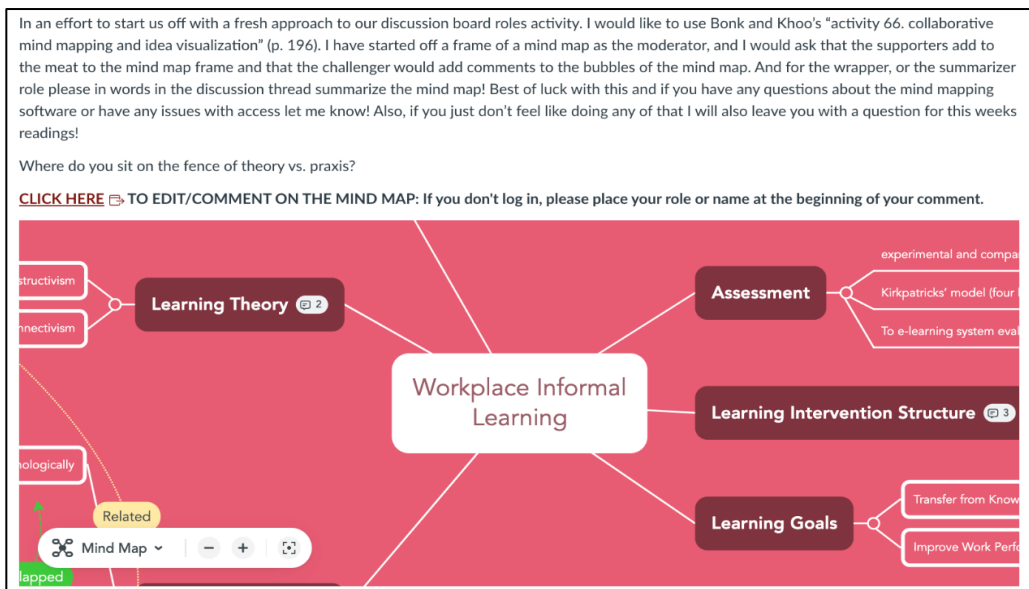 In an effort to start us off with a fresh approach to our discussion board roles activity. I would like to use Bonk and Khoo's "activity 66. collaborative
mind mapping and idea visualization" (p. 196). I have started off a frame of a mind map as the moderator, and I would ask that the supporters add to
the meat to the mind map frame and that the challenger would add comments to the bubbles of the mind map. And for the wrapper, or the summarizer
role please in words in the discussion thread summarize the mind map! Best of luck with this and if you have any questions about the mind mapping
software or have any issues with access let me know! Also, if you just don't feel like doing any of that I will also leave you with a question for this weeks
readings!
Where do you sit on the fence of theory vs. praxis?
CLICK HERE TO EDIT/COMMENT ON THE MIND MAP: If you don't log in, please place your role or name at the beginning of your comment.
structivism
nnectivism
Learning Theory 2
Workplace Informal
Learning
Assessment
experimental and compa
Kirkpatricks' model (four
To e-learning system eval
Learning Intervention Structure 3
Learning Goals
Transfer from Know
Improve Work Perfo
nologically
Related
Mind Map
lapped